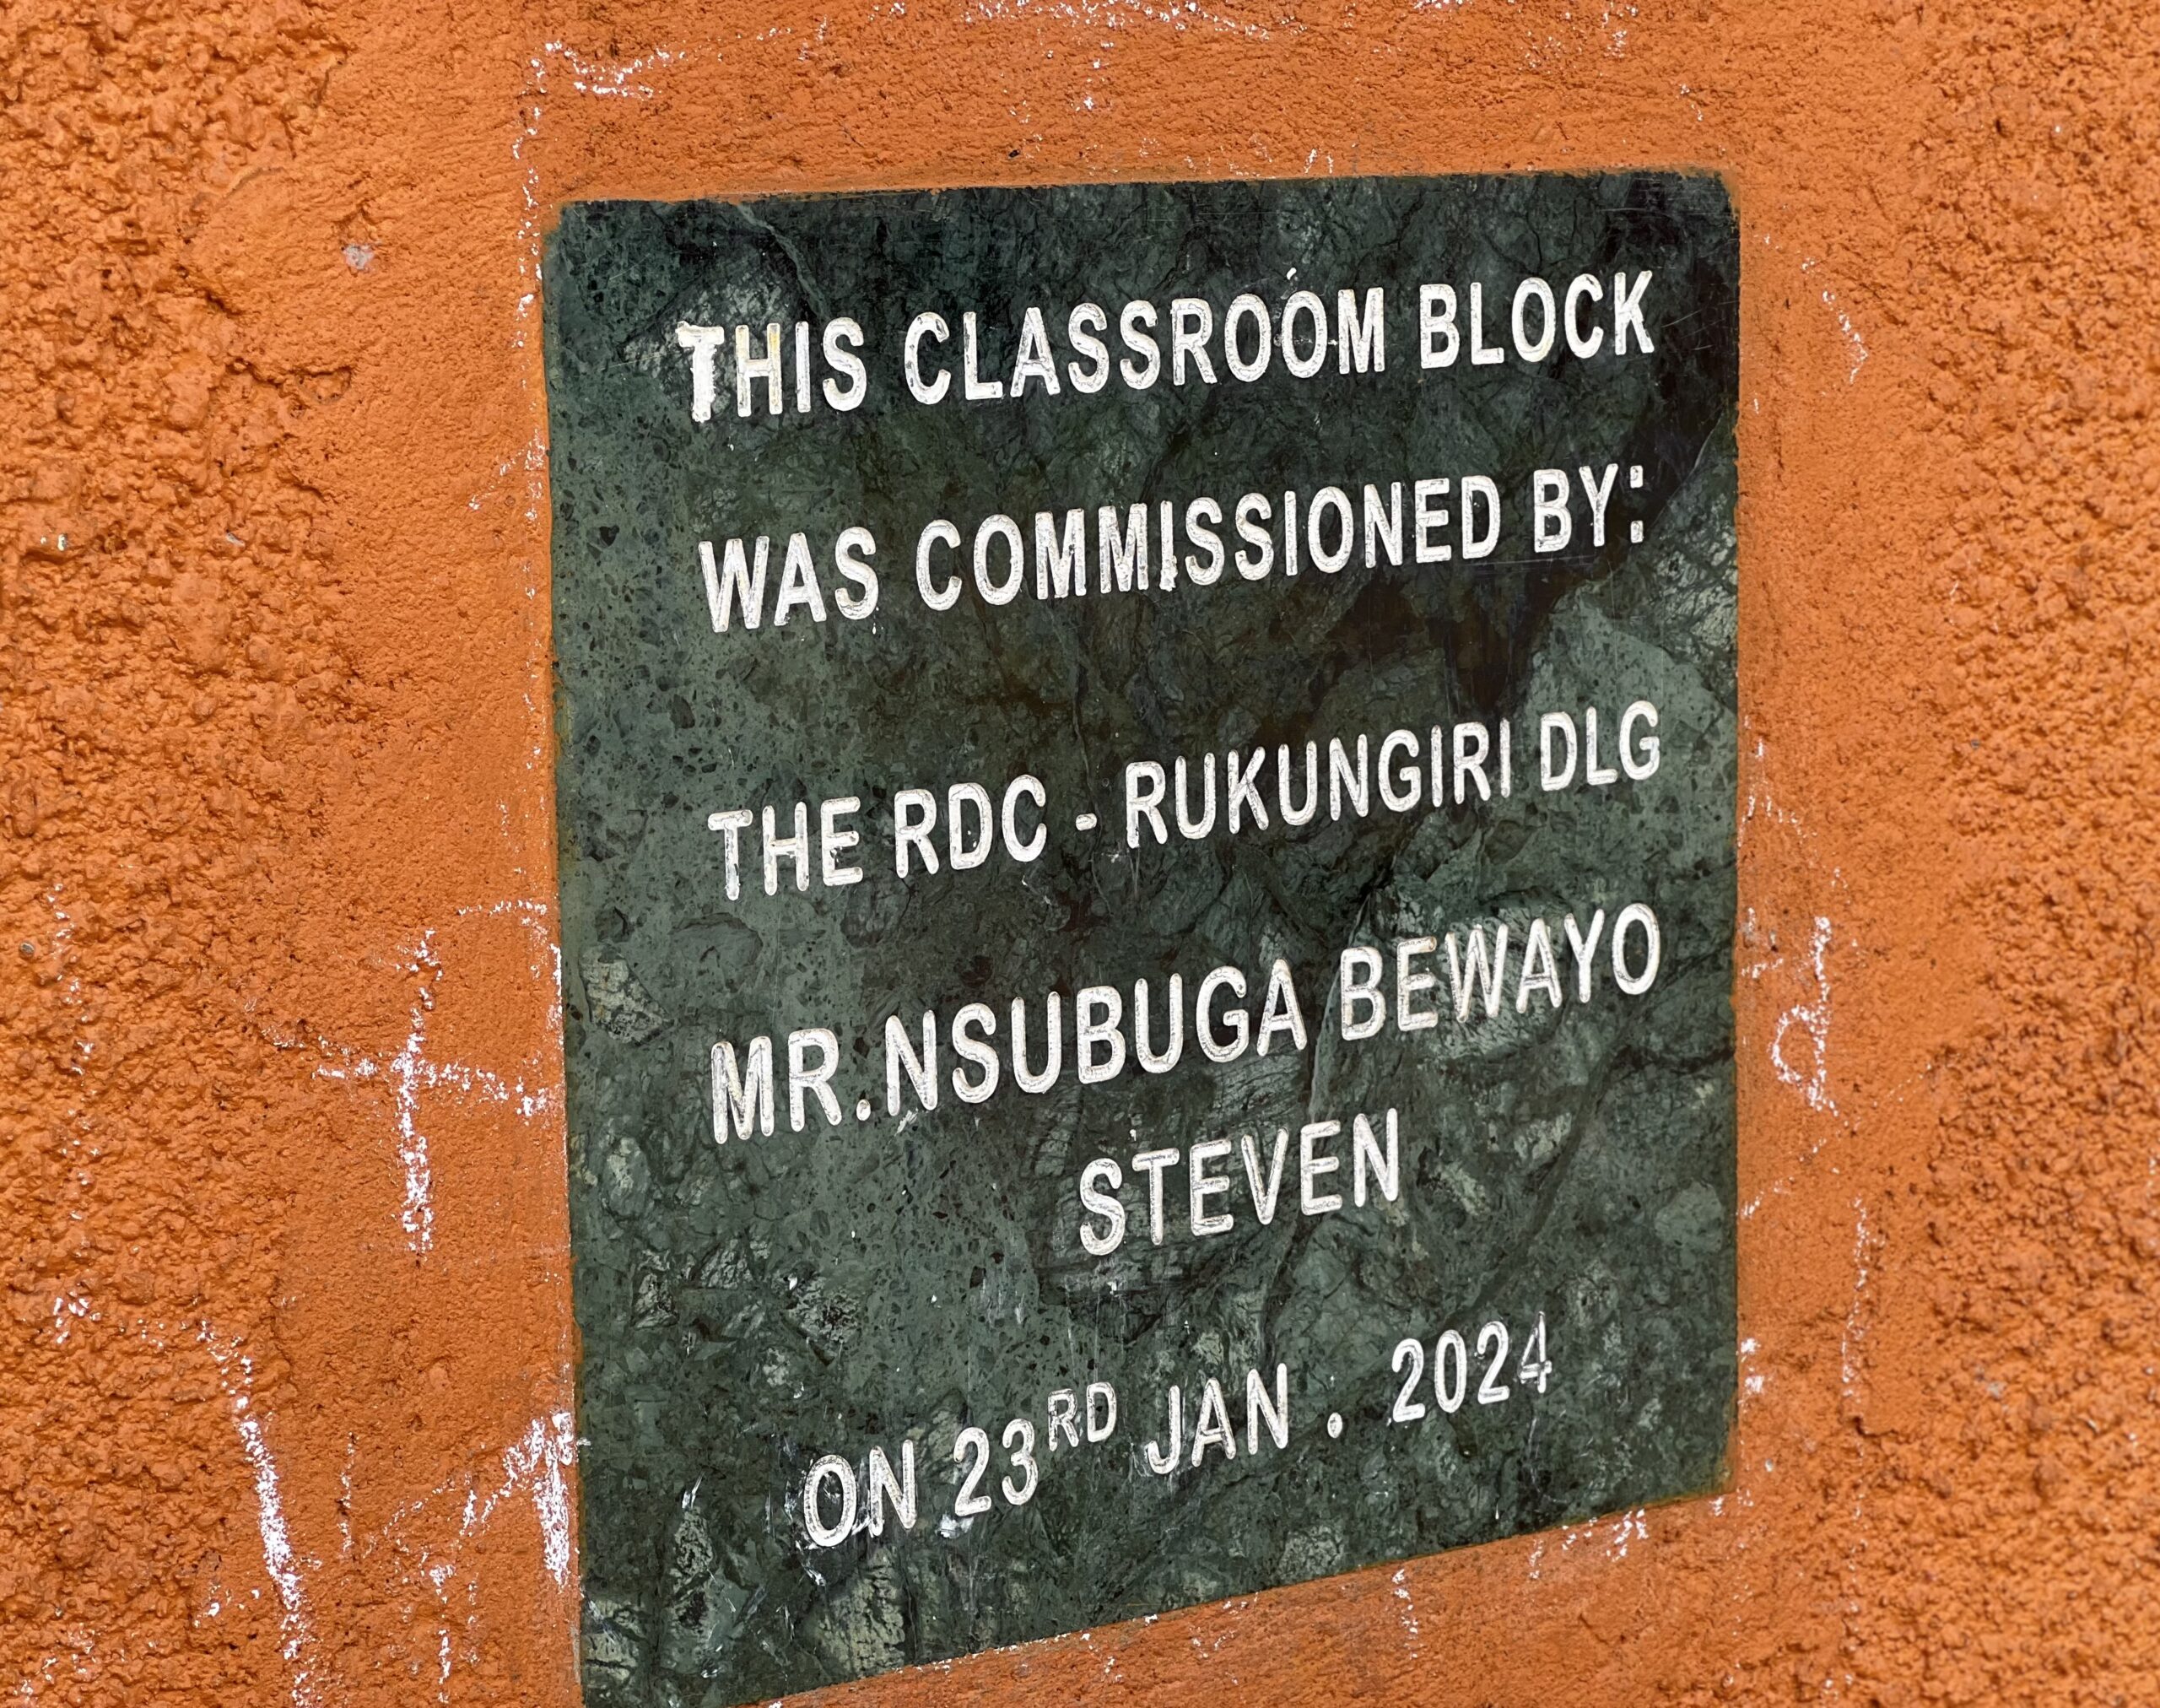 THIS CLASSROOM BLOCK
WAS COMMISSIONED BY:
THE RDC - RUKUNGIRI DLG
MR.NSUBUGA BEWAYO
STEVEN
ON 23RD JAN . 2024